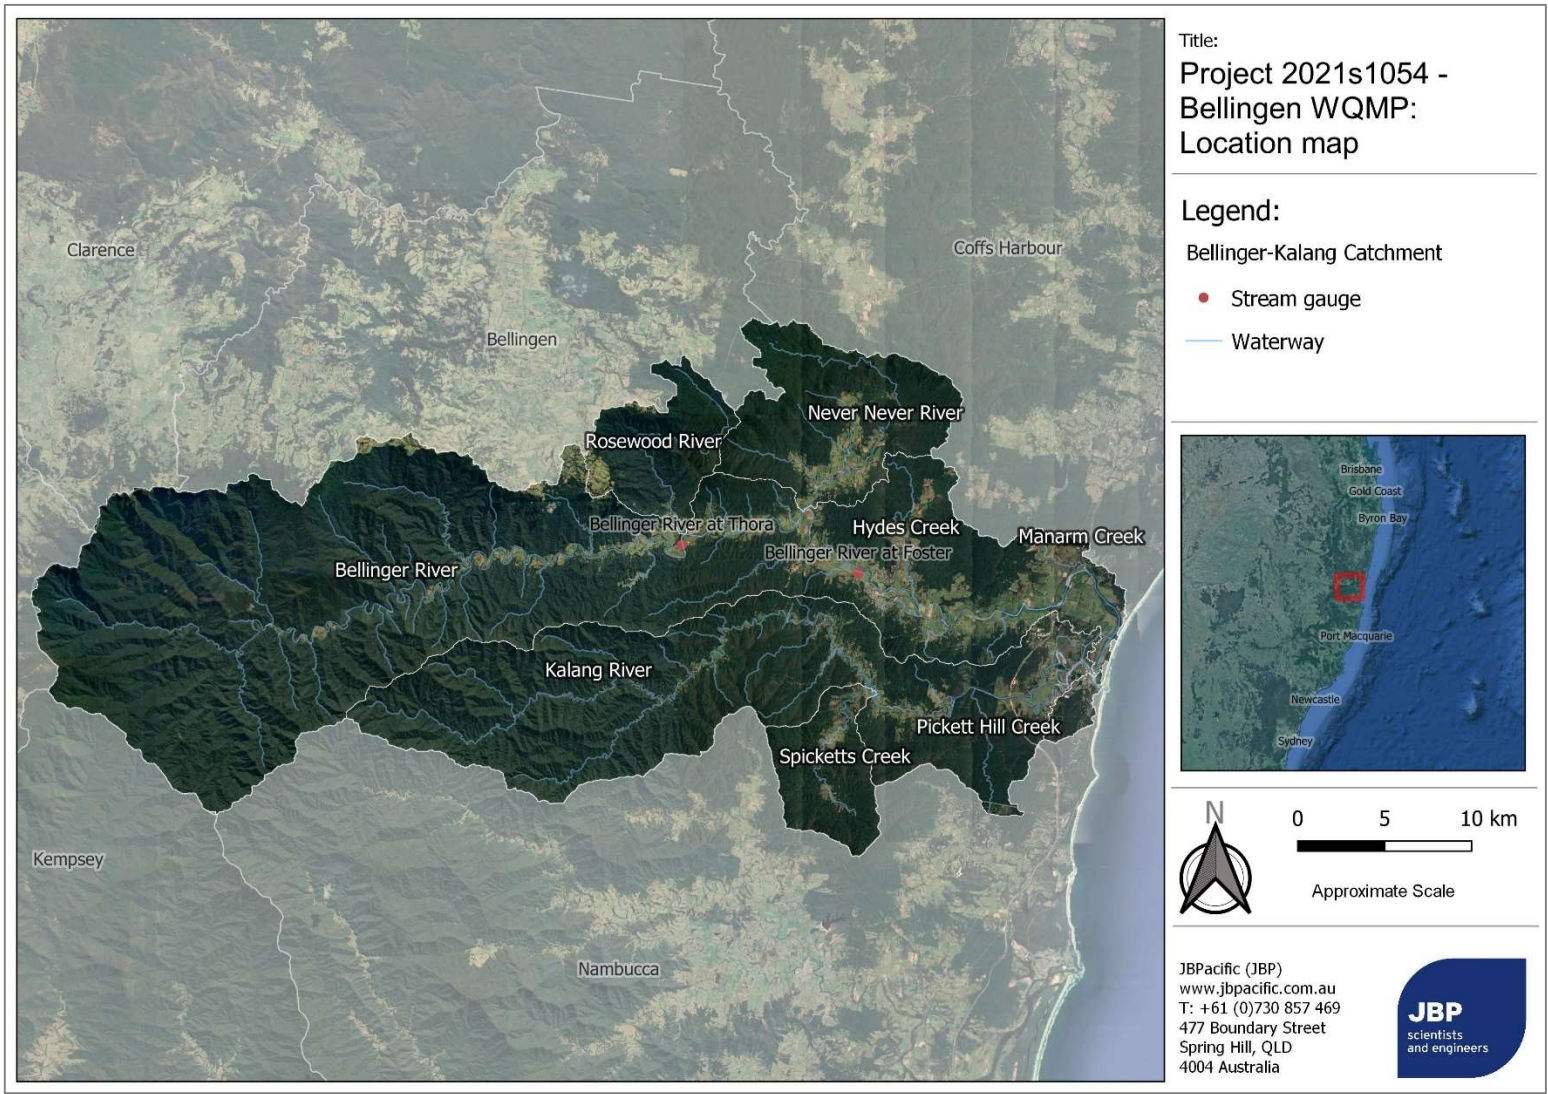 Title:
Project 2021s1054 -
Bellingen WQMP:
Location map
Legend:
Bellinger-Kalang Catchment
Stream gauge
Waterway
Clarence
Coffs Harbour
Bellingen
Never Never River
Rosewood River
Bellinger River at Thora
Hydes Creek
Manarm Creek
Bellinger River at Foster
Bellinger River
Kalang River
Pickett Hill Creek
Spicketts Creek
Kempsey
Nambucca
Brisbane
Gold Coast
Byron Bay
Port Macquarie
Newcastle
Sydney
N
0 5 10 km
Approximate Scale
JBPacific (JBP)
www.jbpacific.com.au
T: +61 (0)730 857 469
477 Boundary Street
Spring Hill, QLD
4004 Australia
JBP
scientists
and engineers